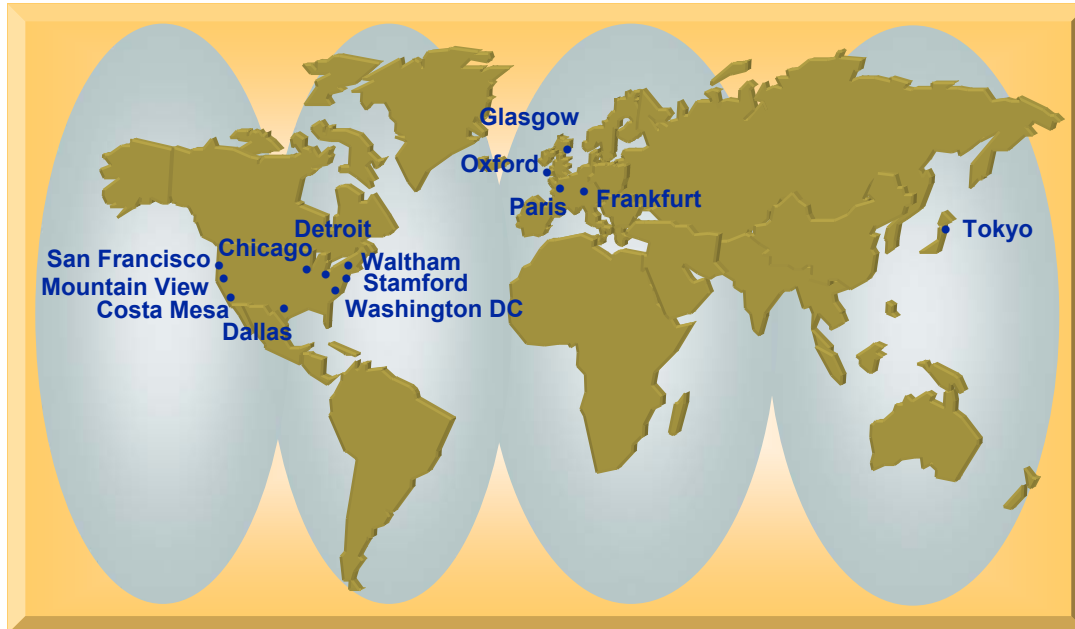 Glasgow
Oxford
Paris
Frankfurt
Tokyo
Detroit
Chicago
San Francisco
Waltham
Mountain View
Stamford
Costa Mesa
Washington DC
Dallas